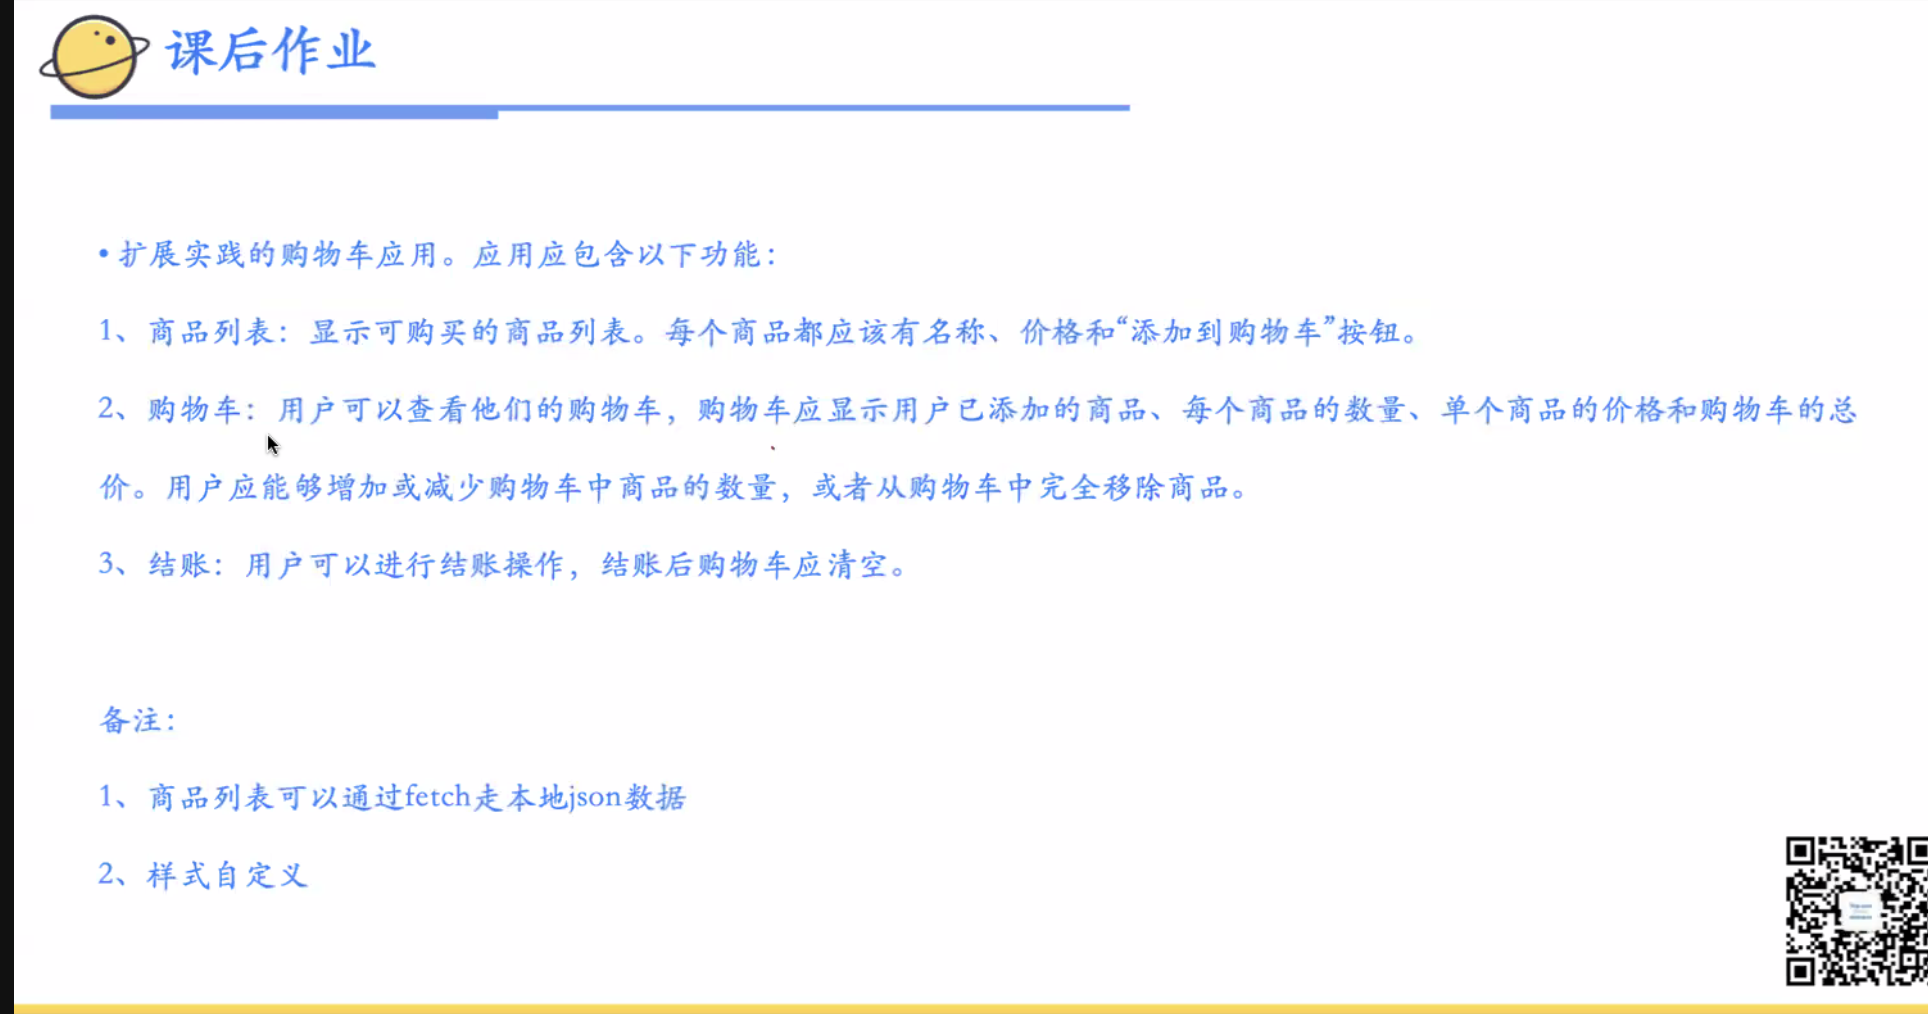 课后作业
• 扩展实践的购物车应用。应用应包含以下功能：
1、商品列表：显示可购买的商品列表。每个商品都应该有名称、价格和“添加到购物车”按钮。
2、购物车：用户可以查看他们的购物车，购物车应显示用户已添加的商品、每个商品的数量、单个商品的价格和购物车的总
价。用户应能够增加或减少购物车中商品的数量，或者从购物车中完全移除商品。
3、结账：用户可以进行结账操作，结账后购物车应清空。
备注：
1、商品列表可以通过fetch走本地json数据
2、样式自定义